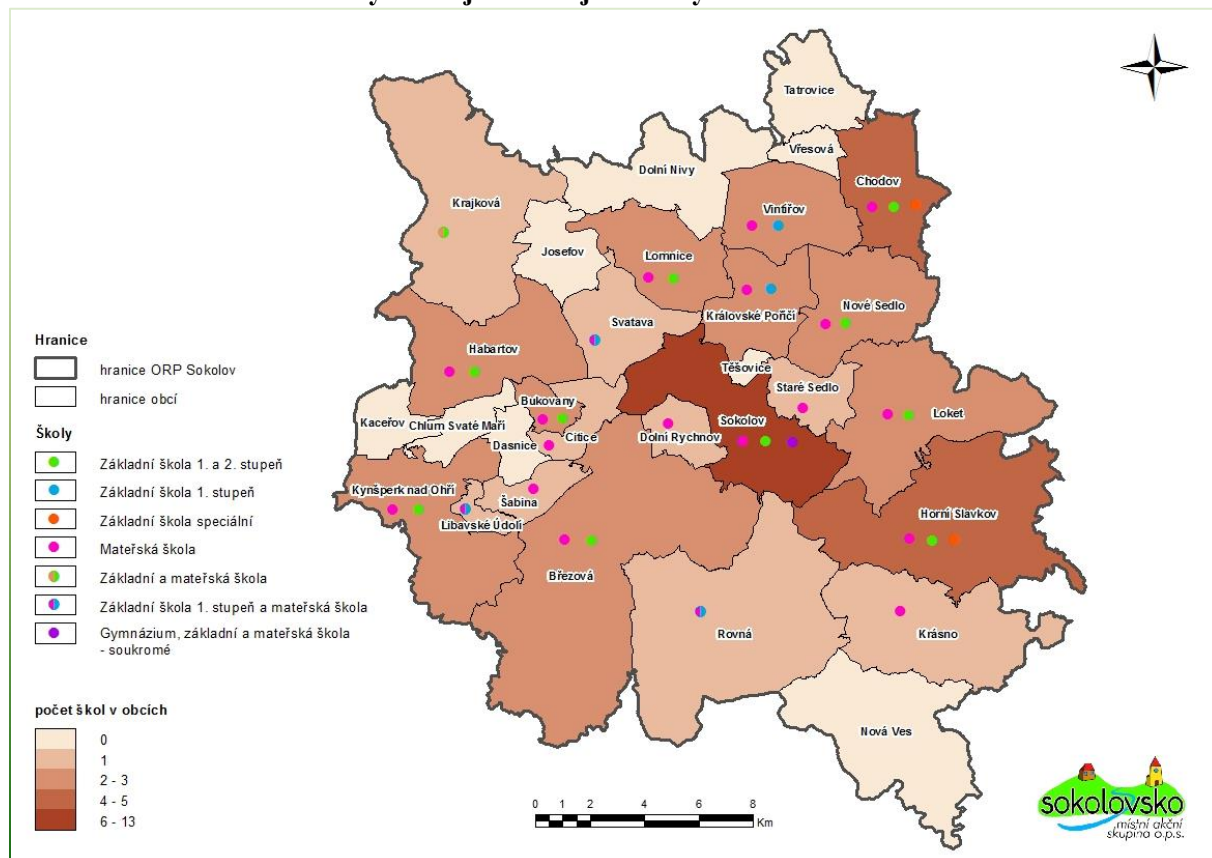 Tatrovice
Vřesová
Dolní Nivy
Chodov
Krajková
Vintířov
Josefov
Lomnice
Nové Sedlo
Královské Poříčí
Svatava
Habartov
Těšovice
Staré Sedlo
Bukovany
Loket
Kaceřov
Chlum Svaté Maří
Sokolov
Citice
Dolní Rychnov
Dasnice
Kynšperk nad Ohří
Šabina
Horní Slavkov
Libavské Údolí
Březová
Rovná
Krásno
Nová Ves
Hranice
hranice ORP Sokolov
hranice obcí
Školy
Základní škola 1. a 2. stupeň
Základní škola 1. stupeň
Základní škola speciální
Mateřská škola
Základní a mateřská škola
Základní škola 1. stupeň a mateřská škola
Gymnázium, základní a mateřská škola
- soukromé
počet škol v obcích
0
1
2 - 3
4 - 5
6 - 13
0 1 2 4 6 8
Km
sokolovsko
místní akční
skupina o.p.s.